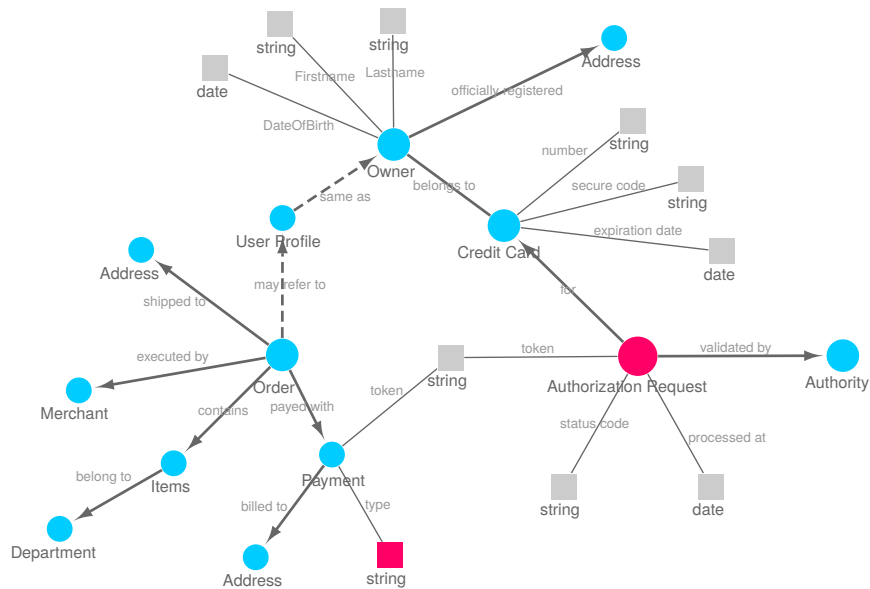 string
string
Address
Firstname
Lastname
date
officially registered
DateOfBirth
string
number
Owner
belongs to
secure code
same as
string
expiration date
User Profile
Credit Card
date
Address
may refer to
for
shipped to
executed by
token
validated by
string
Order
token
Authorization Request
Authority
Merchant
contains
payed with
status code
processed at
belong to
Items
Payment
billed to
type
string
date
Department
Address
string